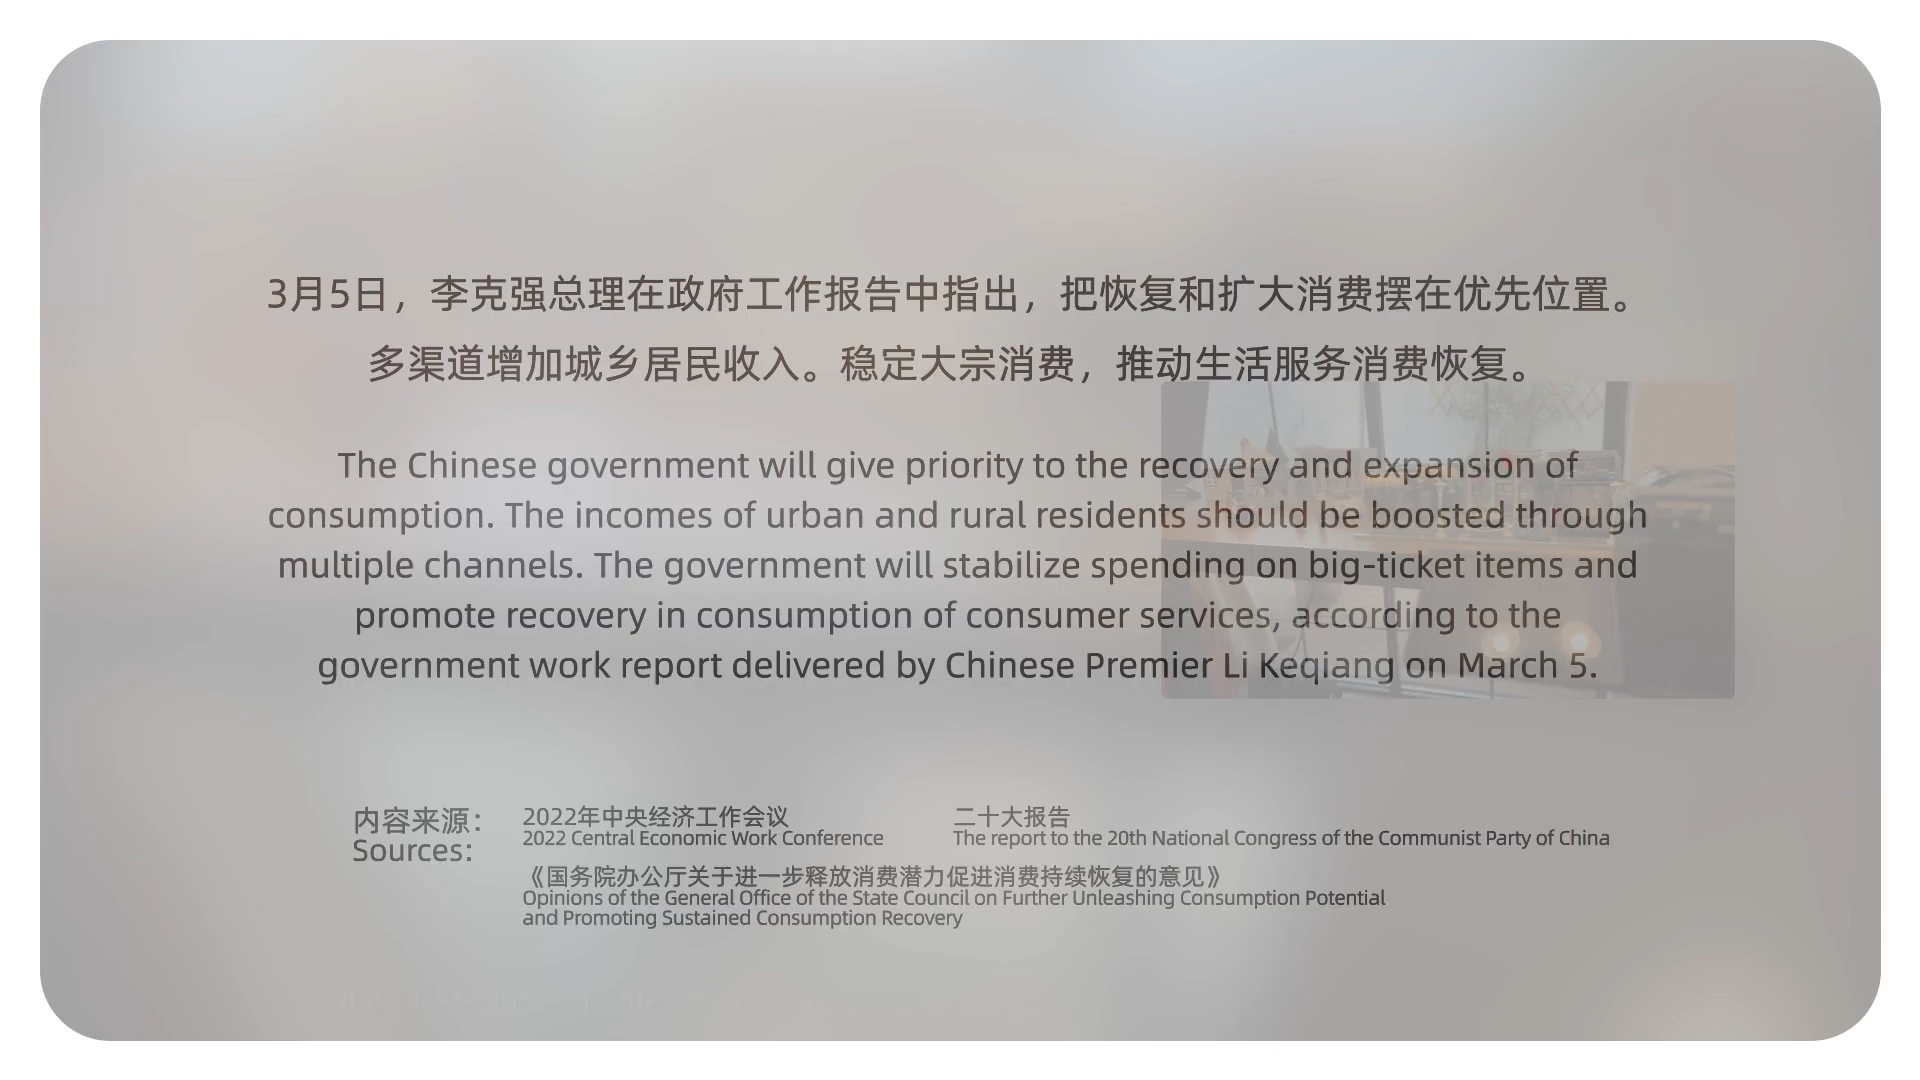 3月5日，李克强总理在政府工作报告中指出，把恢复和扩大消费摆在优先位置。
多渠道增加城乡居民收入。稳定大宗消费，推动生活服务消费恢复。
The Chinese government will give priority to the recovery and expansion of
consumption. The incomes of urban and rural residents should be boosted through
multiple channels. The government will stabilize spending on big-ticket items and
promote recovery in consumption of consumer services, according to the
government work report delivered by Chinese Premier Li Keqiang on March 5.
内容来源：
Sources:
2022年中央经济工作会议
2022 Central Economic Work Conference
二十大报告
The report to the 20th National Congress of the Communist Party of China
《国务院办公厅关于进一步释放消费潜力促进消费持续恢复的意见》
Opinions of the General Office of the State Council on Further Unleashing Consumption Potential
and Promoting Sustained Consumption Recovery